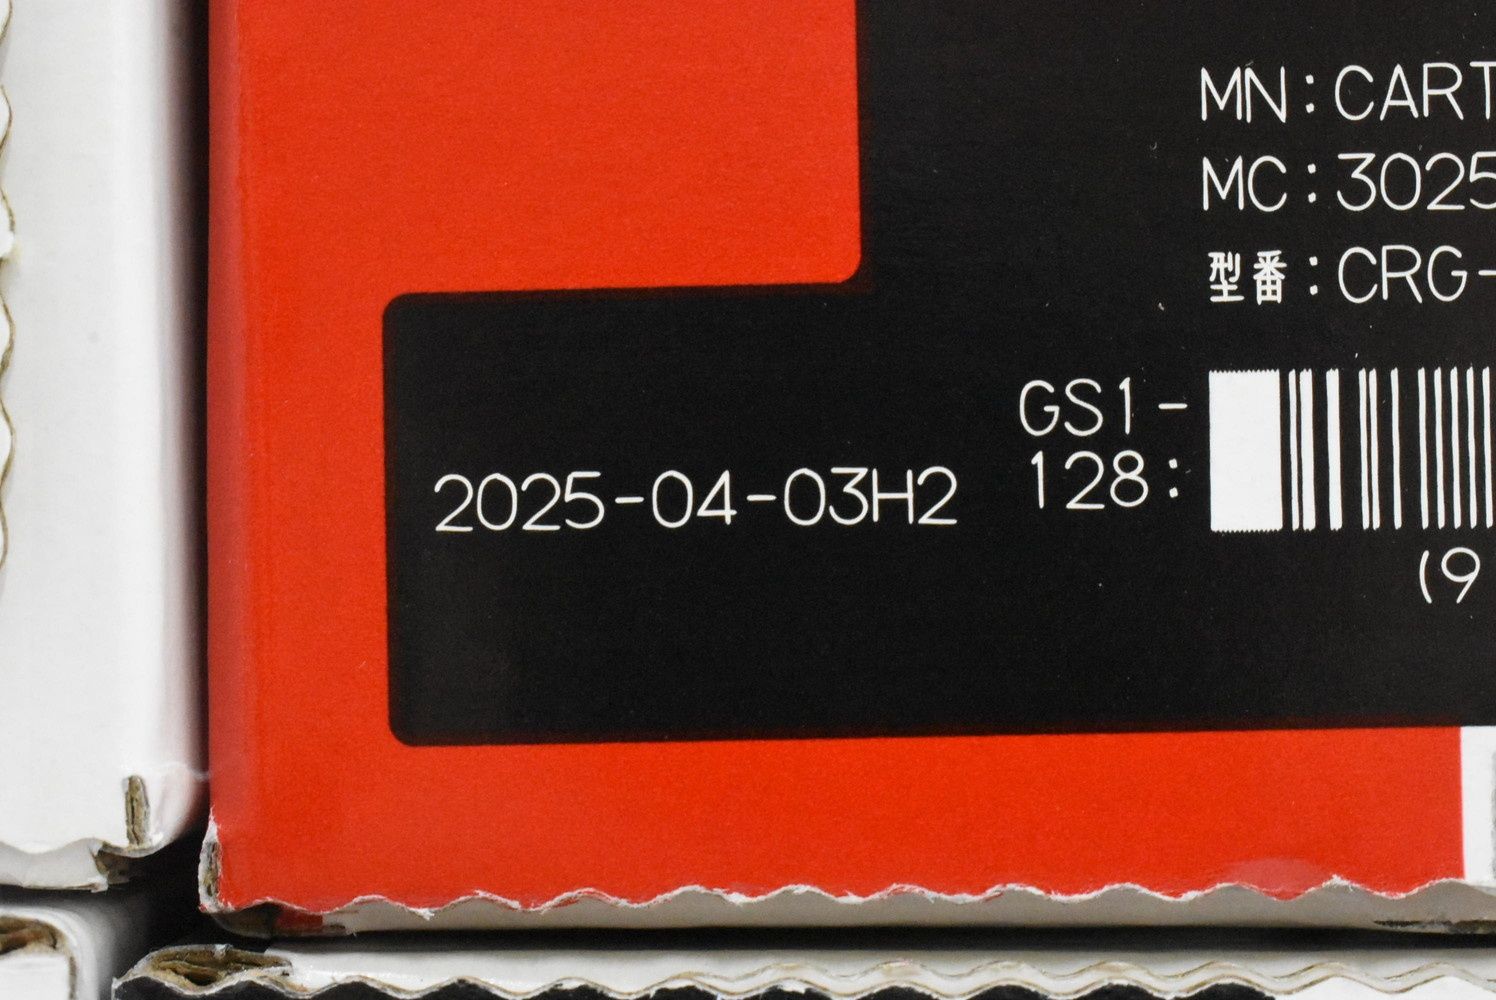 MN:CART
MC:3025
型番:CRG-
GS1-
128:
2025-04-03H2
(9